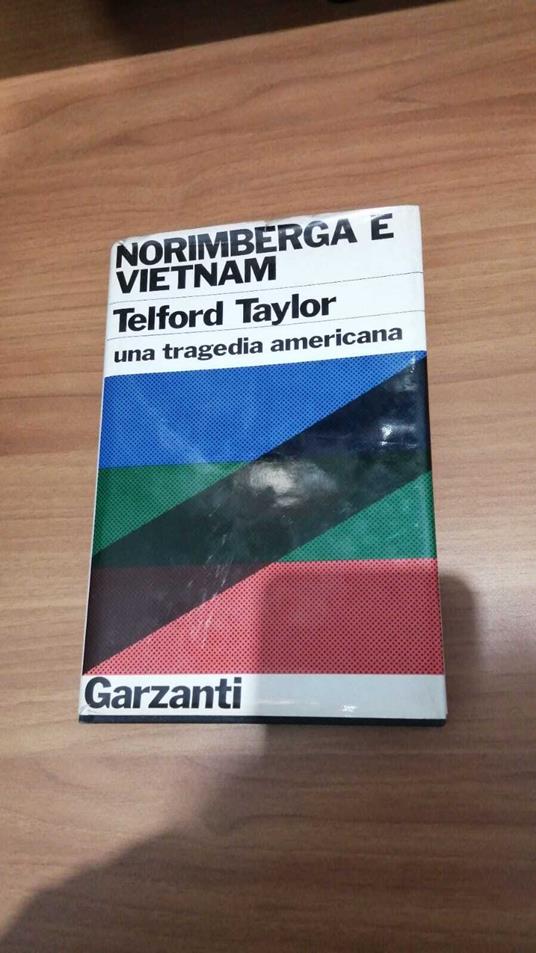 NORIMBERGA E
VIETNAM
Telford Taylor
una tragedia americana
Garzanti